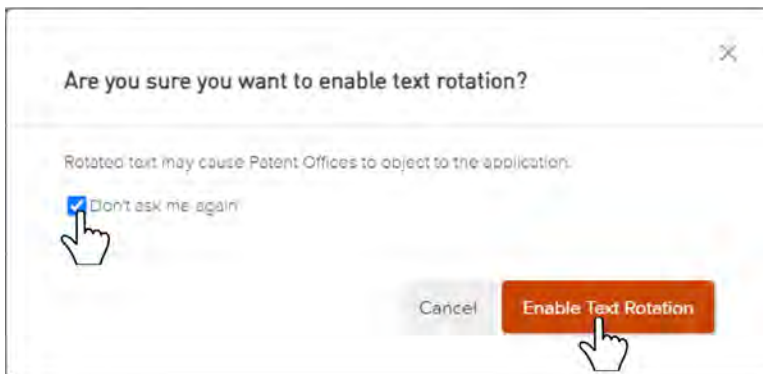 Are you sure you want to enable text rotation?
Rotated text may cause Patent Offices to object to the application.
Don't ask me again
Cancel
Enable Text Rotation